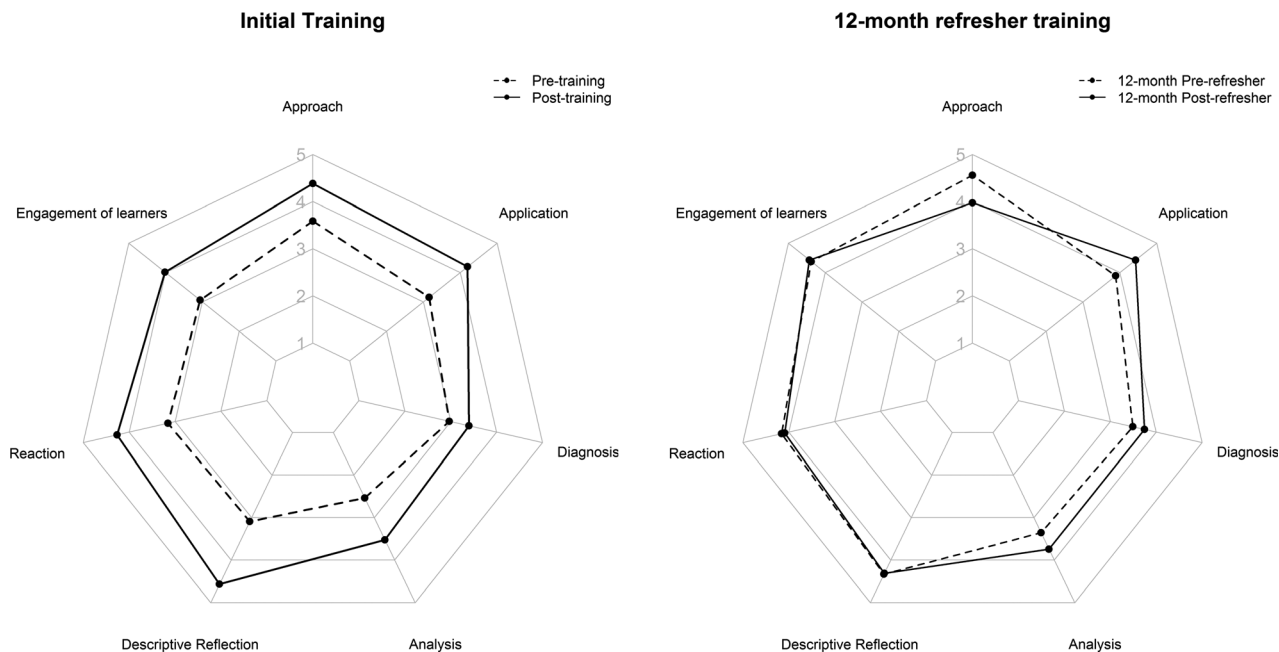 Initial Training
Pre-training
Post-training
Approach
5
4
3
2
1
Engagement of learners
Application
Reaction
Diagnosis
Descriptive Reflection
Analysis
12-month refresher training
12-month Pre-refresher
12-month Post-refresher
Approach
5
4
3
2
1
Engagement of learners
Application
Reaction
Diagnosis
Descriptive Reflection
Analysis